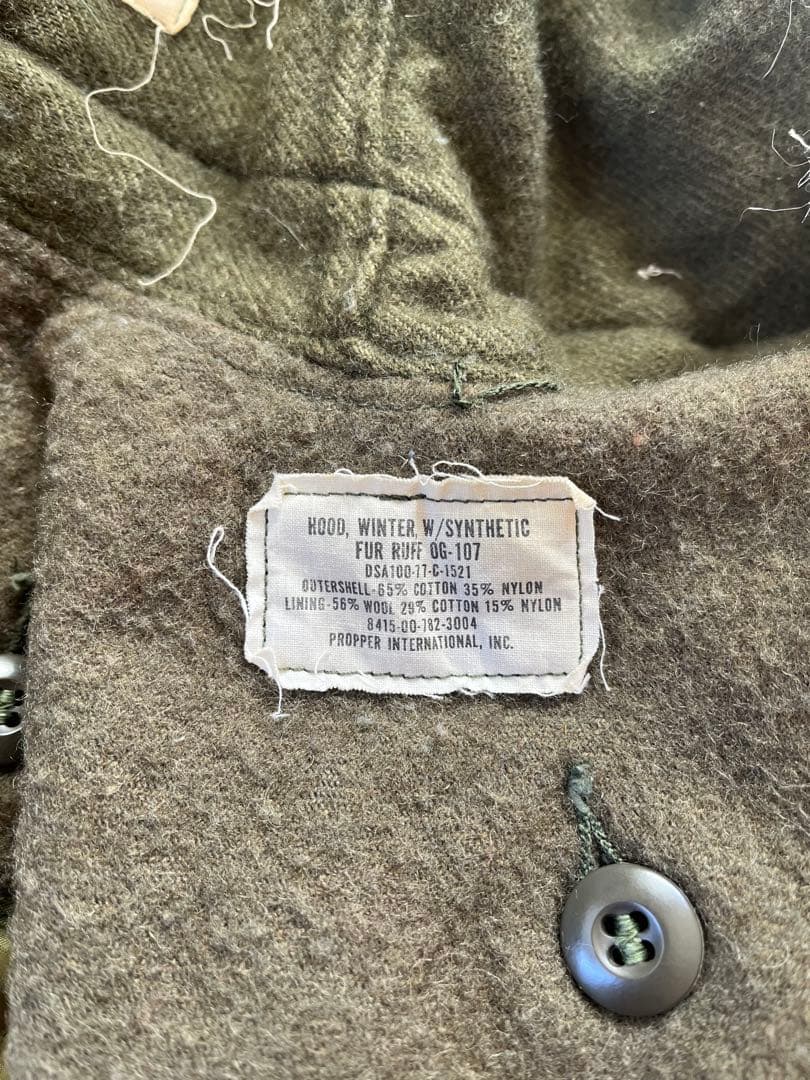 HOOD, WINTER, W/SYNTHETIC
FUR RUFF OG-107
DSA100-77-C-1521
OUTERSHELL-65% COTTON 35% NYLON
LINING-56% WOOL 29% COTTON 15% NYLON
8415-00-782-3004
PROPPER INTERNATIONAL, INC.